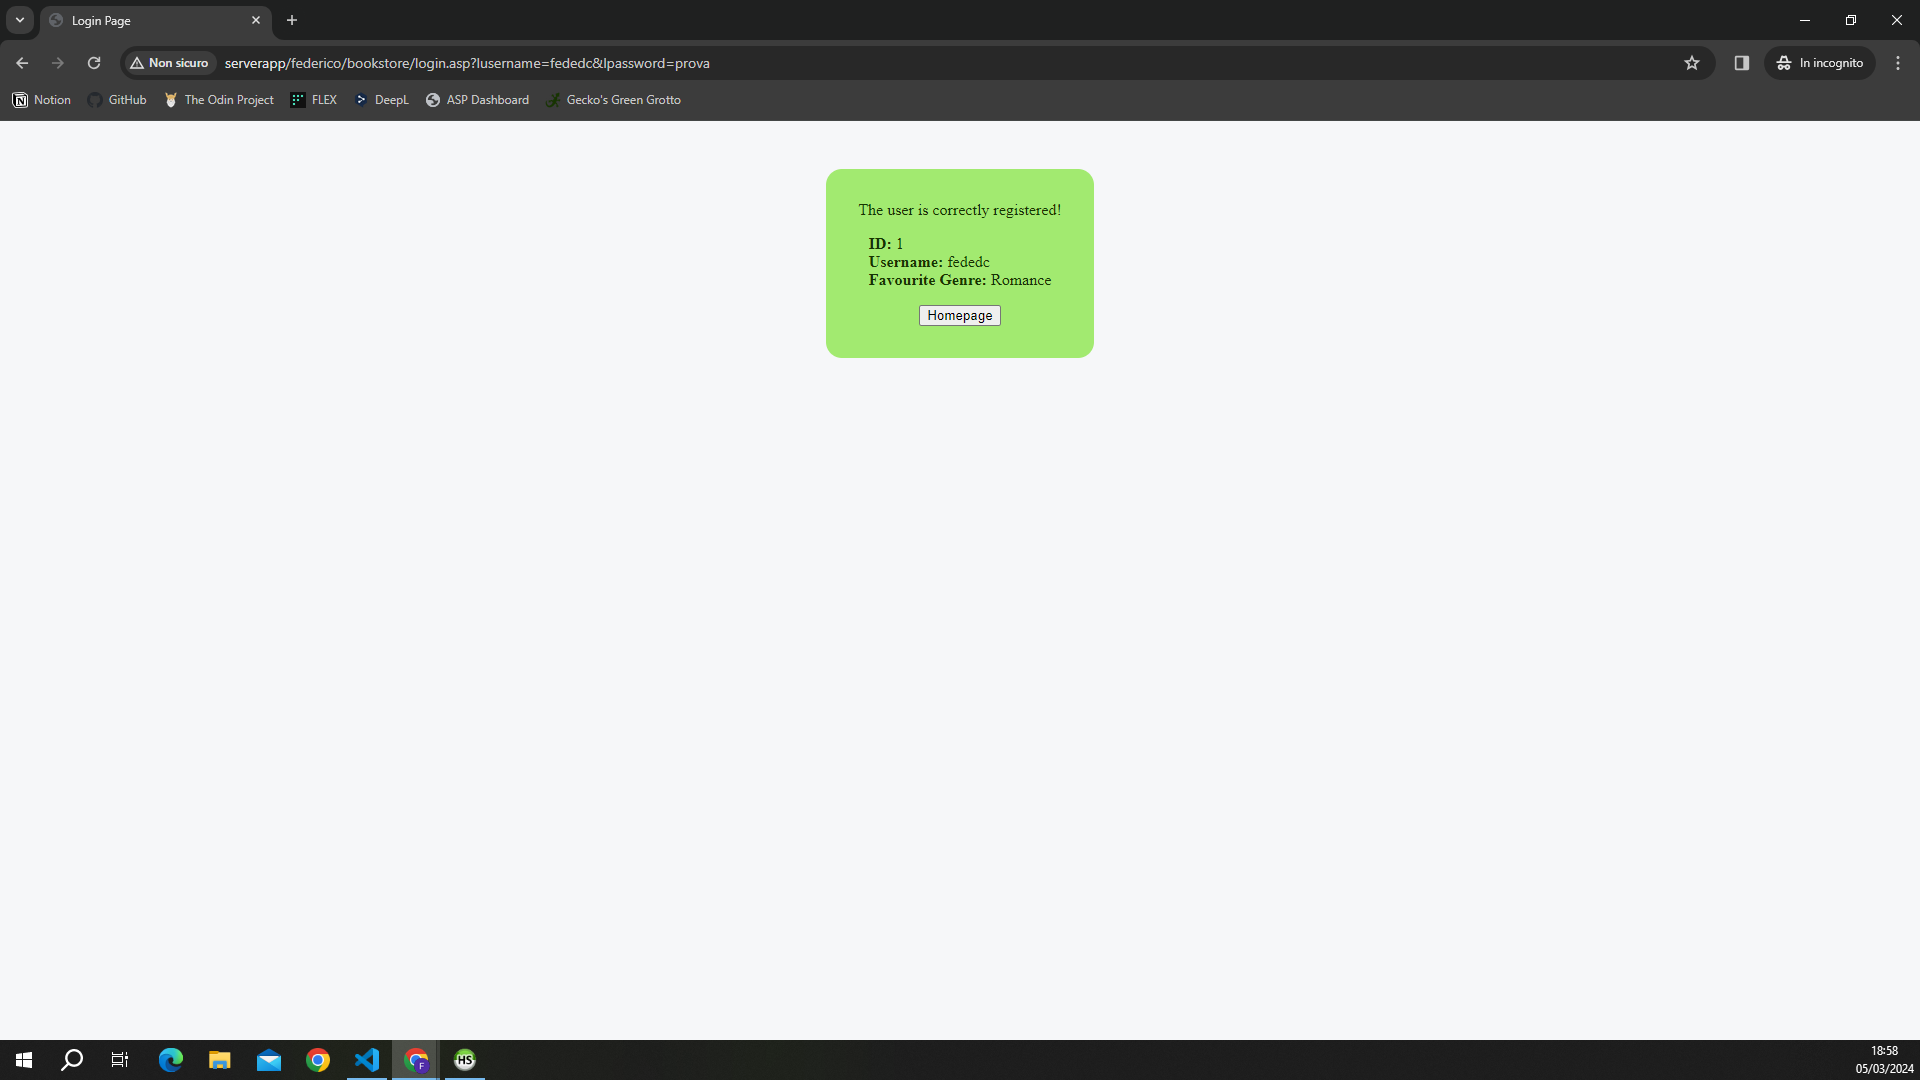 Login Page
Non sicuro
serverapp/federico/bookstore/login.asp?lusername=fededc&lpassword=prova
In incognito
Notion
GitHub
The Odin Project
FLEX
DeepL
ASP Dashboard
Gecko's Green Grotto
The user is correctly registered!
ID: 1
Username: fededc
Favourite Genre: Romance
Homepage
F
HS
18:58
05/03/2024